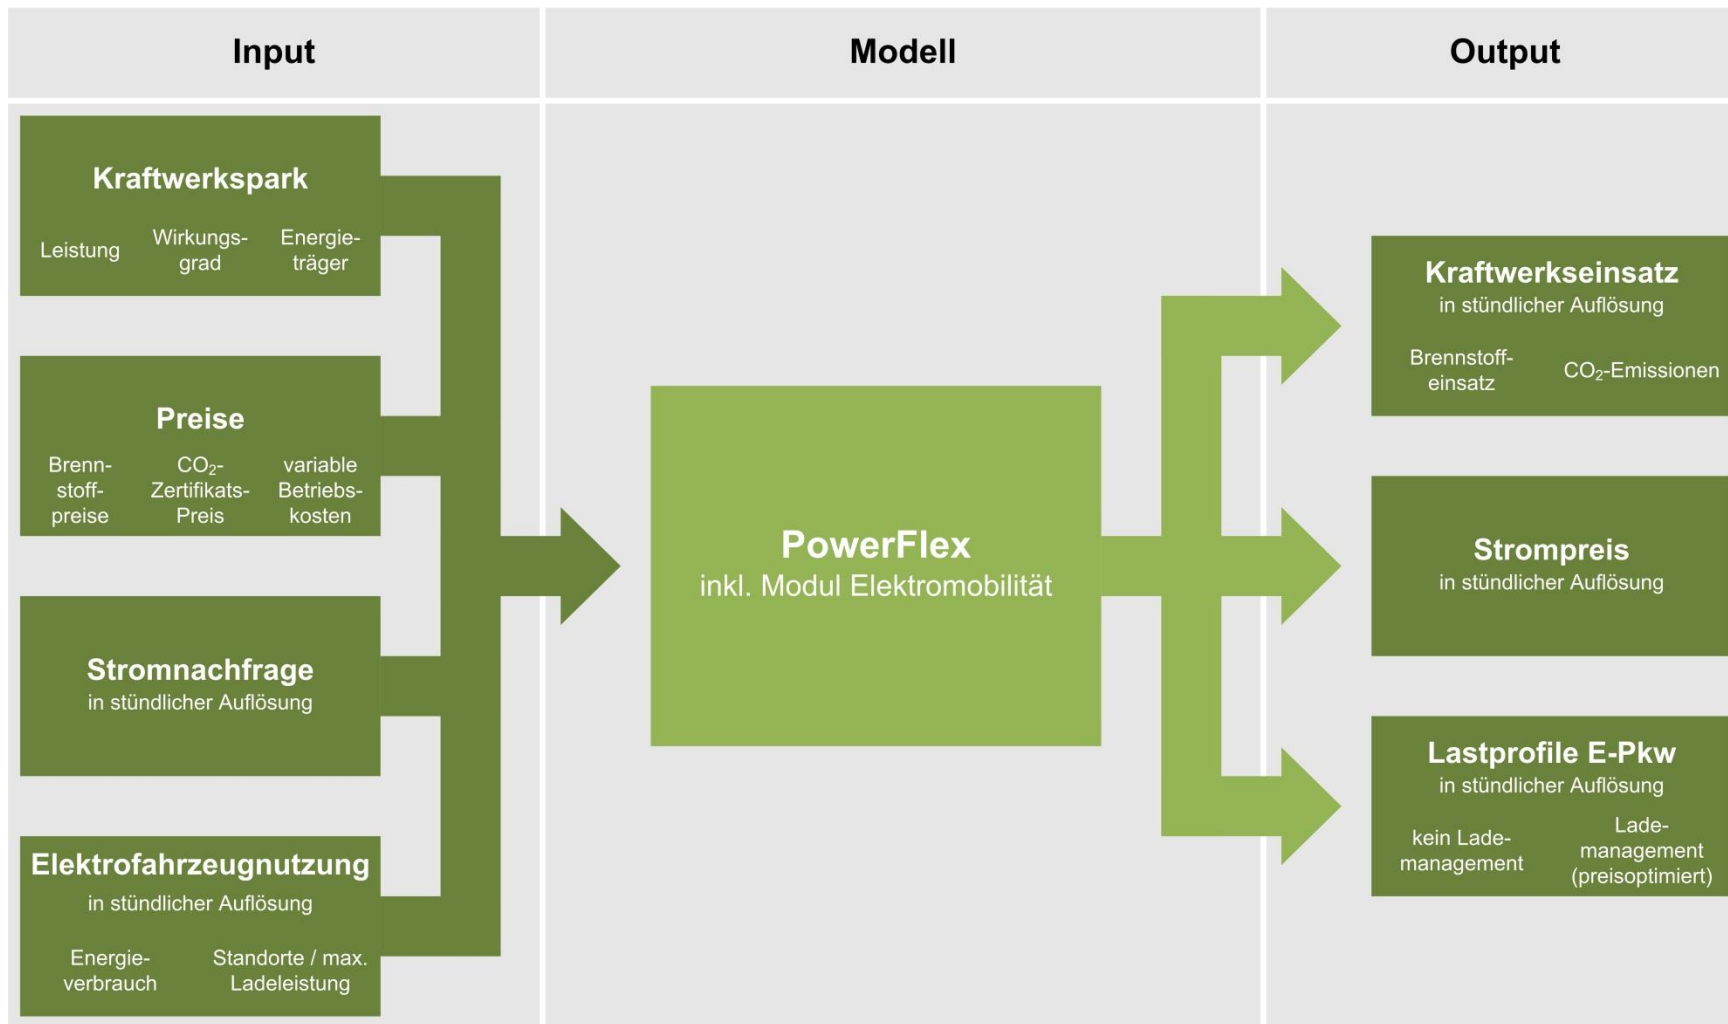 Input
Modell
Output
Kraftwerkspark
Leistung
Wirkungs-
grad
Energie-
träger
Preise
Brenn-
stoff-
preise
CO₂-
Zertifikats-
Preis
variable
Betriebs-
kosten
Stromnachfrage
in stündlicher Auflösung
Elektrofahrzeugnutzung
in stündlicher Auflösung
Energie-
verbrauch
Standorte / max.
Ladeleistung
PowerFlex
inkl. Modul Elektromobilität
Kraftwerkseinsatz
in stündlicher Auflösung
Brennstoff-
einsatz
CO₂-Emissionen
Strompreis
in stündlicher Auflösung
Lastprofile E-Pkw
in stündlicher Auflösung
kein Lade-
management
Lade-
management
(preisoptimiert)